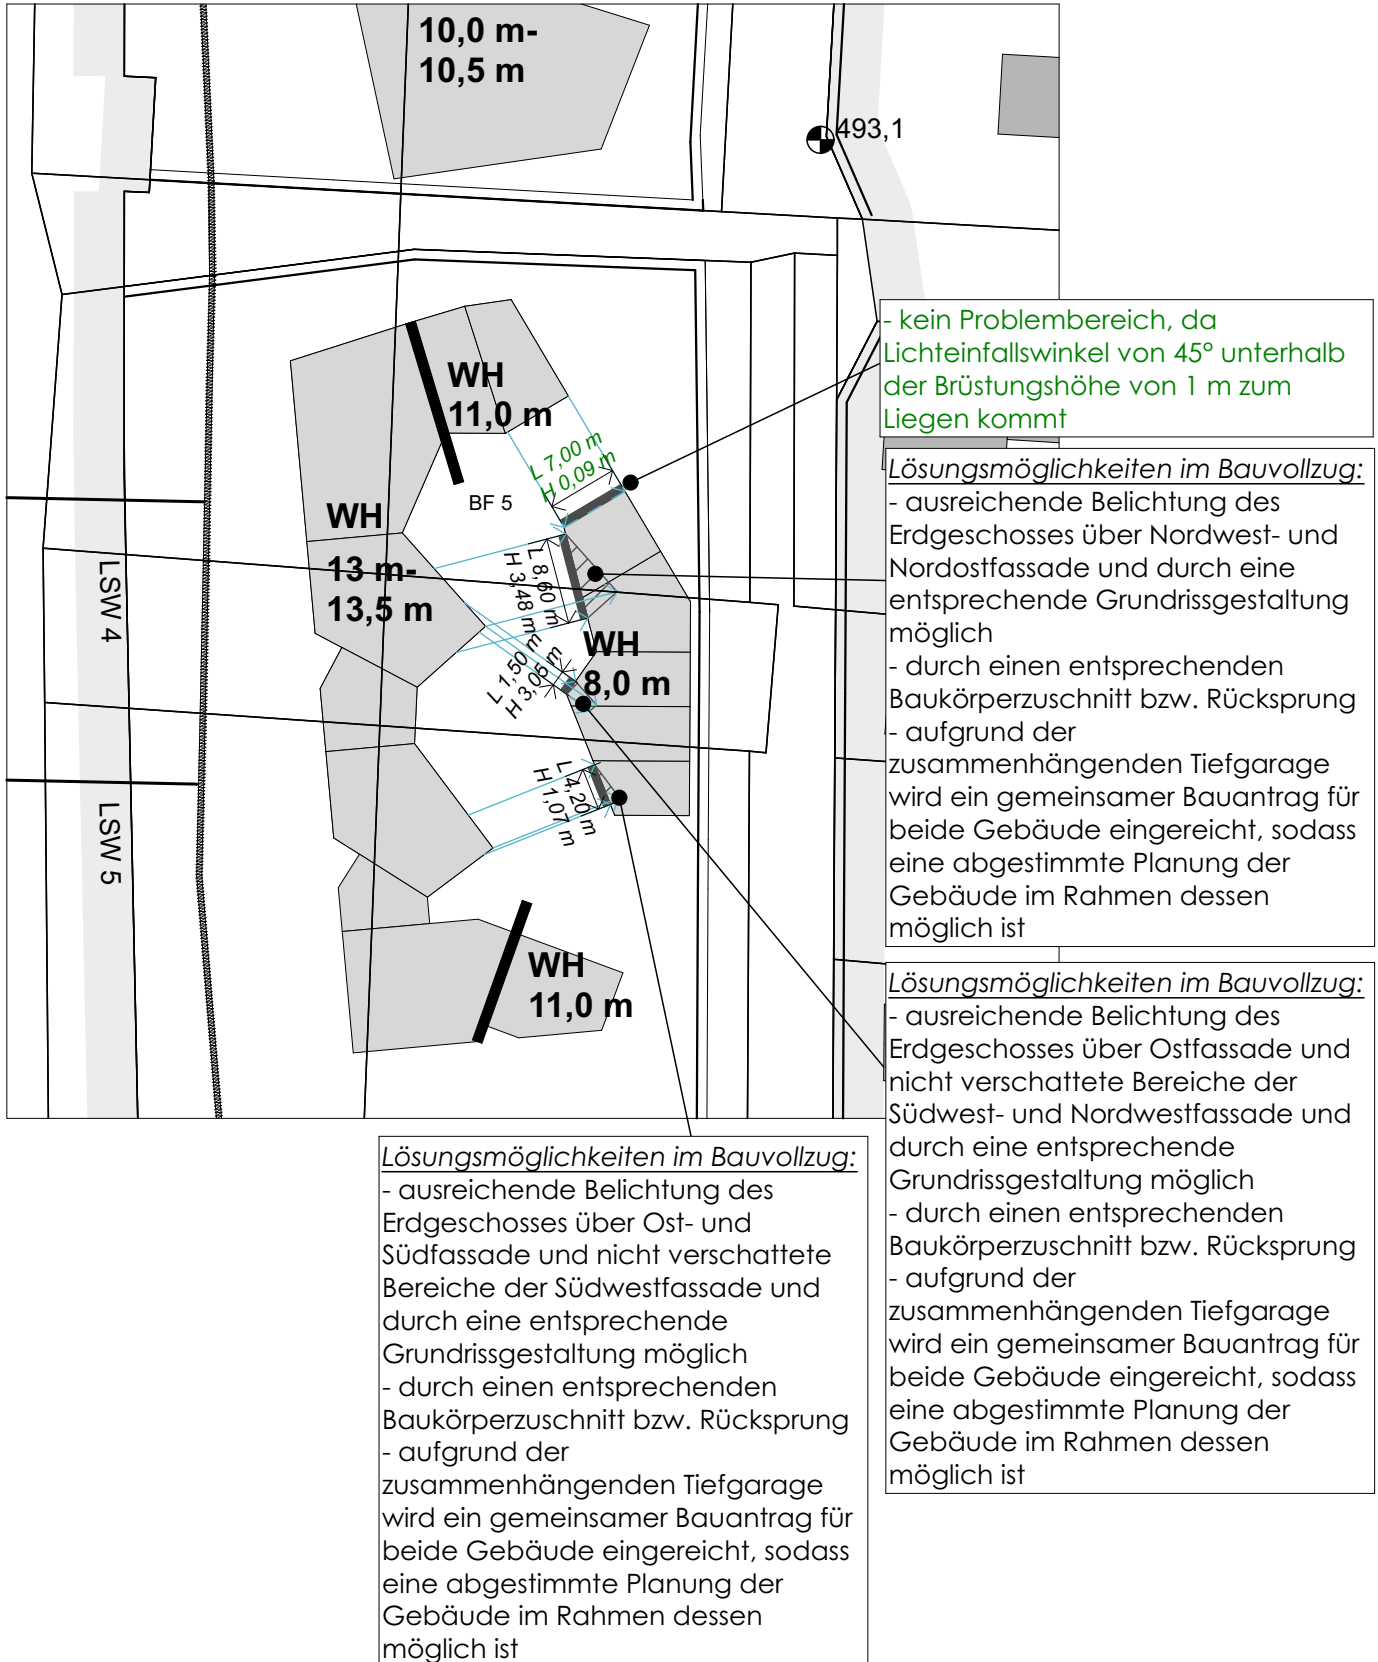 10,0 m-
10,5 m
493,1
- kein Problembereich, da
Lichteinfallswinkel von 45° unterhalb
der Brüstungshöhe von 1 m zum
Liegen kommt
WH
11,0 m
L 7,00 m
H 0,09 m
BF 5
WH
13 m-
13,5 m
L 8,60 m
H 3,48 m
LSW 4
WH
8,0 m
L 1,50 m
H 3,05 m
L 4,20 m
H 1,07 m
LSW 5
WH
11,0 m
Lösungsmöglichkeiten im Bauvollzug:
- ausreichende Belichtung des
Erdgeschosses über Nordwest- und
Nordostfassade und durch eine
entsprechende Grundrissgestaltung
möglich
- durch einen entsprechenden
Baukörperzuschnitt bzw. Rücksprung
- aufgrund der
zusammenhängenden Tiefgarage
wird ein gemeinsamer Bauantrag für
beide Gebäude eingereicht, sodass
eine abgestimmte Planung der
Gebäude im Rahmen dessen
möglich ist
Lösungsmöglichkeiten im Bauvollzug:
- ausreichende Belichtung des
Erdgeschosses über Ostfassade und
nicht verschattete Bereiche der
Südwest- und Nordwestfassade und
durch eine entsprechende
Grundrissgestaltung möglich
- durch einen entsprechenden
Baukörperzuschnitt bzw. Rücksprung
- aufgrund der
zusammenhängenden Tiefgarage
wird ein gemeinsamer Bauantrag für
beide Gebäude eingereicht, sodass
eine abgestimmte Planung der
Gebäude im Rahmen dessen
möglich ist
Lösungsmöglichkeiten im Bauvollzug:
- ausreichende Belichtung des
Erdgeschosses über Ost- und
Südfassade und nicht verschattete
Bereiche der Südwestfassade und
durch eine entsprechende
Grundrissgestaltung möglich
- durch einen entsprechenden
Baukörperzuschnitt bzw. Rücksprung
- aufgrund der
zusammenhängenden Tiefgarage
wird ein gemeinsamer Bauantrag für
beide Gebäude eingereicht, sodass
eine abgestimmte Planung der
Gebäude im Rahmen dessen
möglich ist